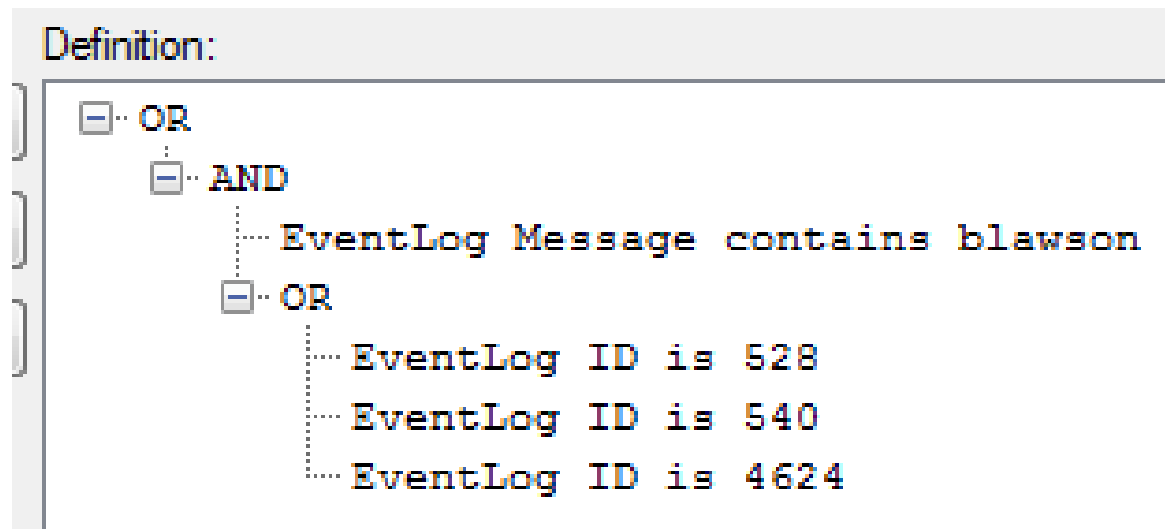 Definition:
OR
AND
EventLog Message contains blawson
OR
EventLog ID is 528
EventLog ID is 540
EventLog ID is 4624